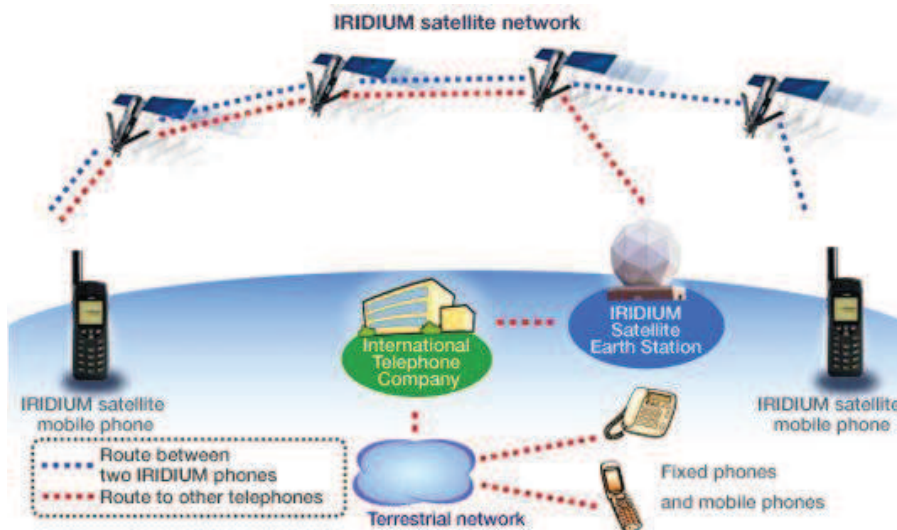 IRIDIUM satellite network
IRIDIUM
Satellite
Earth Station
International
Telephone
Company
IRIDIUM satellite
mobile phone
IRIDIUM satellite
mobile phone
Route between
two IRIDIUM phones
Route to other telephones
Fixed phones
and mobile phones
Terrestrial network